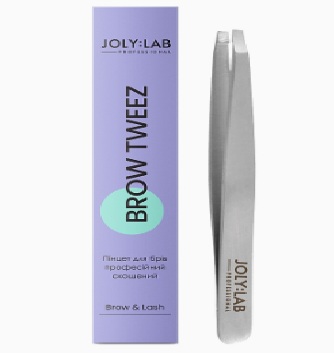 JOLY:LAB
PROFESSIONAL
BROW TWEEZ
Пінцет для брів
професійний
скошений
Brow & Lash
JOLY:LAB
PROFESSIONAL